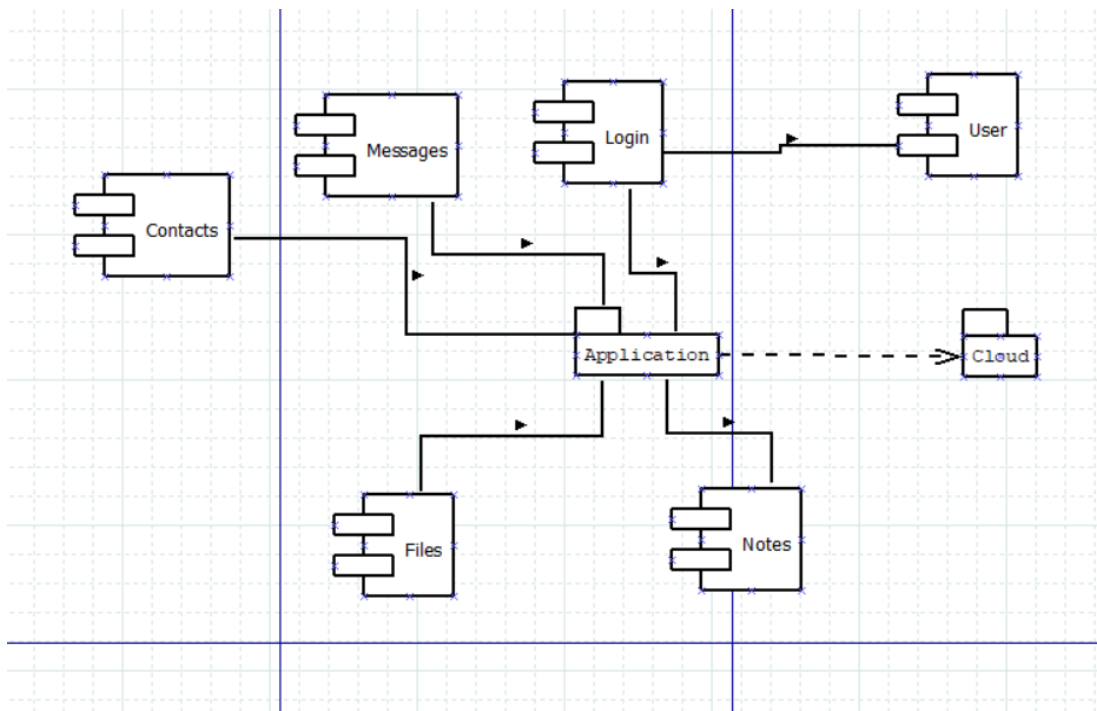 Messages
Login
User
Contacts
Application
Cloud
Files
Notes